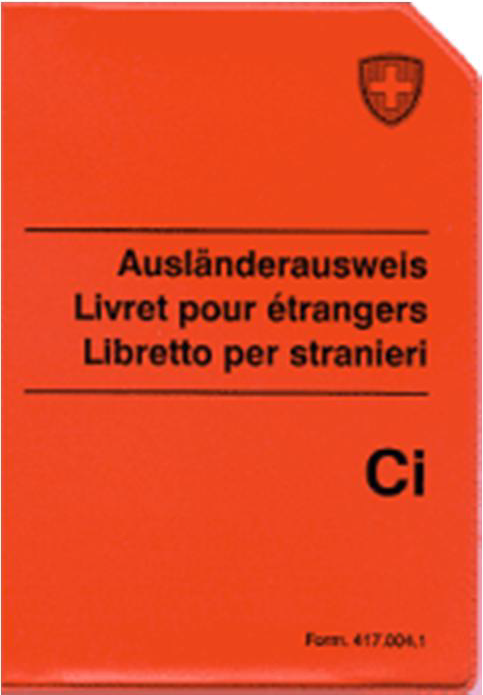 Ausländerausweis
Livret pour étrangers
Libretto per stranieri
Ci
Form. 417.004.1